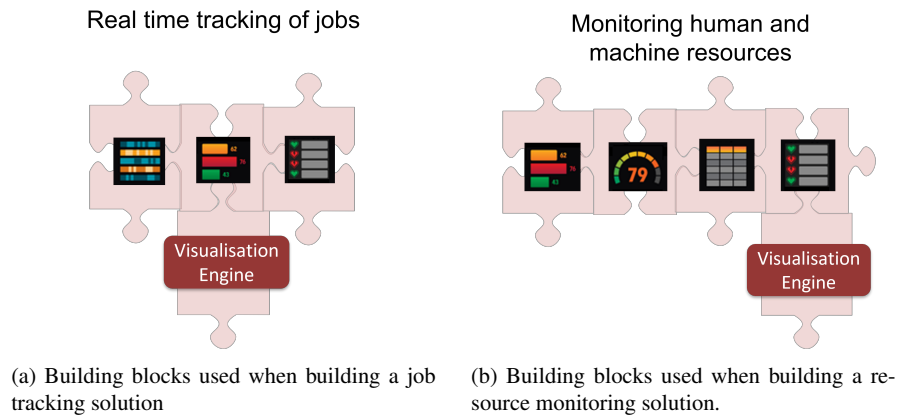 Real time tracking of jobs
62
76
43
Visualisation
Engine
(a) Building blocks used when building a job
tracking solution
Monitoring human and
machine resources
62
76
43
79
Visualisation
Engine
(b) Building blocks used when building a re-
source monitoring solution.